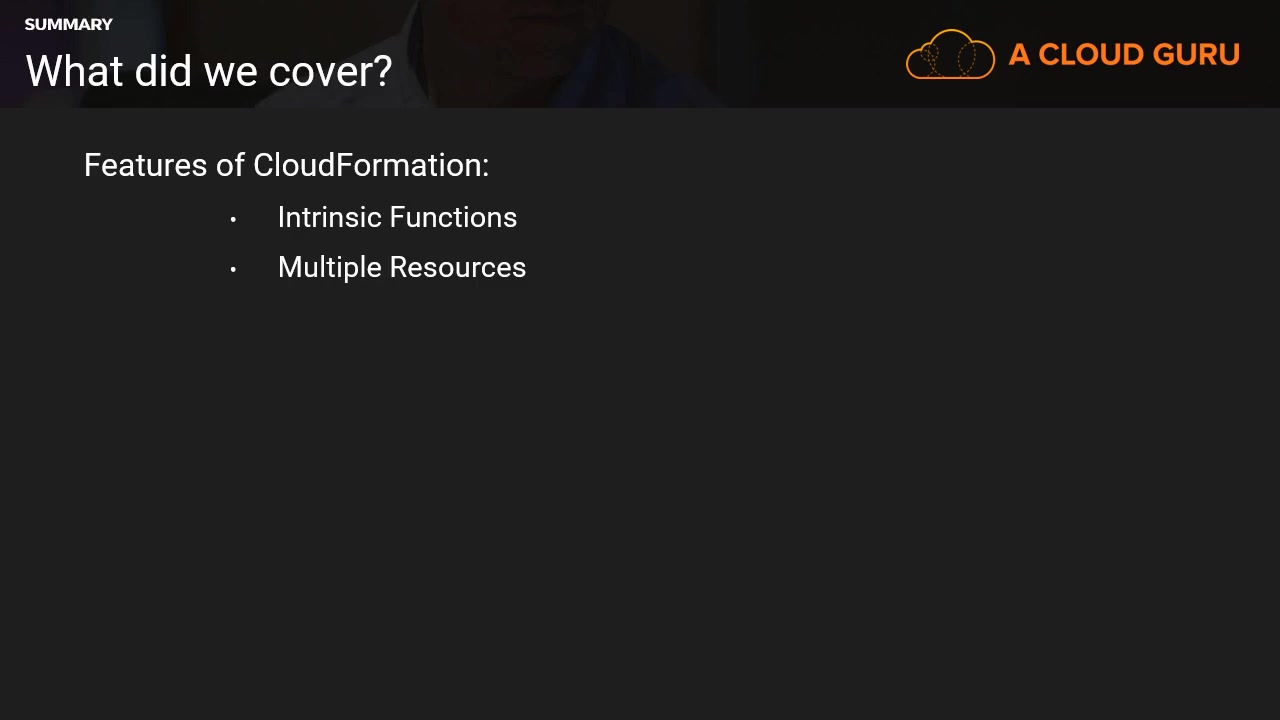 SUMMARY
What did we cover?
A CLOUD GURU
Features of CloudFormation:
• Intrinsic Functions
• Multiple Resources